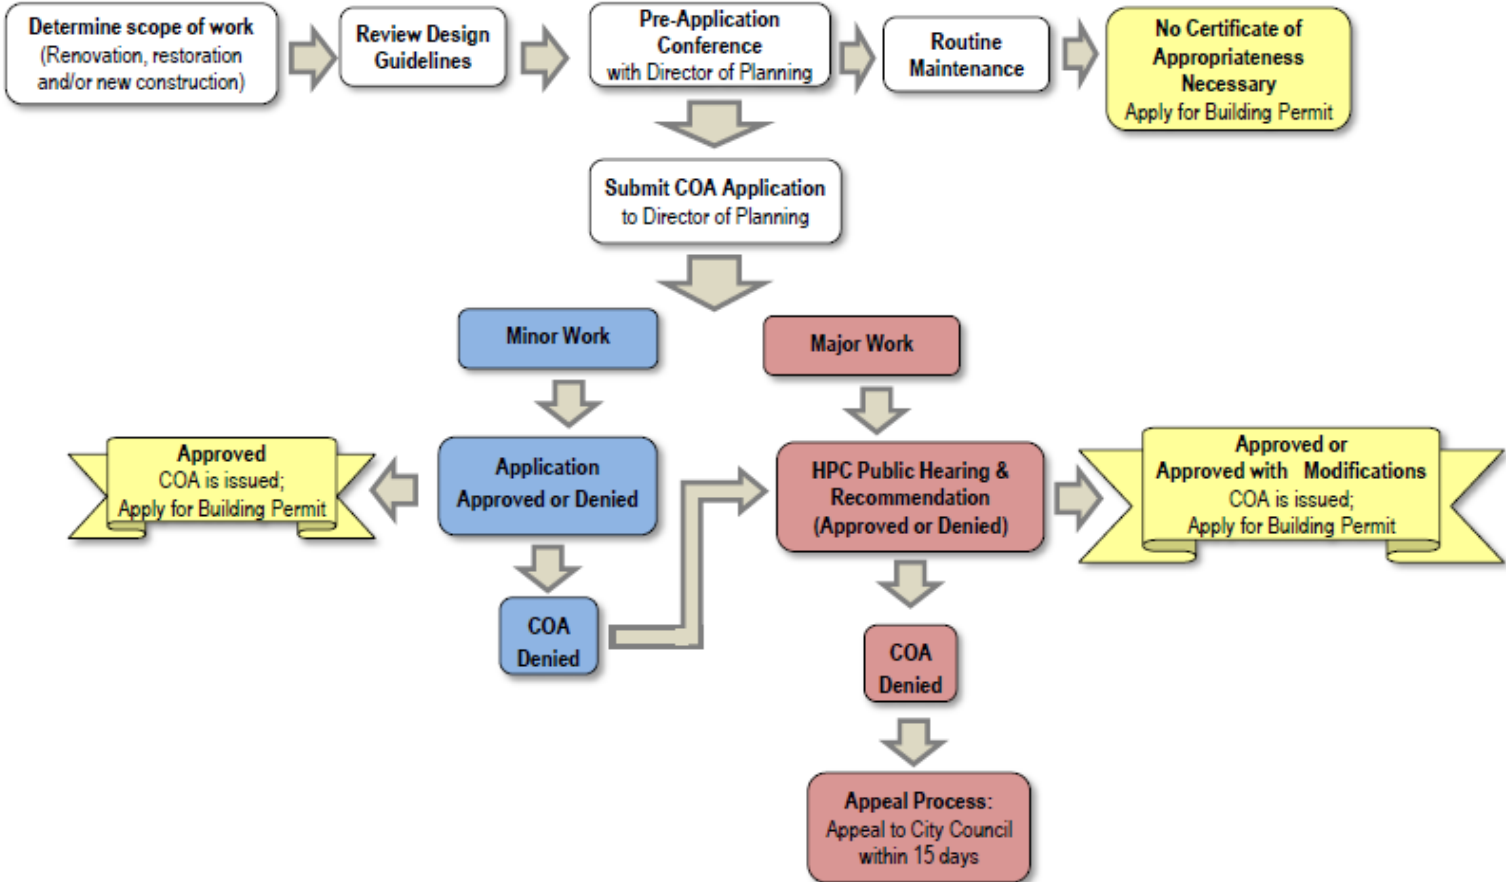 Determine scope of work
(Renovation, restoration
and/or new construction)
Review Design
Guidelines
Pre-Application
Conference
with Director of Planning
Routine
Maintenance
No Certificate of
Appropriateness
Necessary
Apply for Building Permit
Submit COA Application
to Director of Planning
Minor Work
Major Work
Approved
COA is issued;
Apply for Building Permit
Application
Approved or Denied
HPC Public Hearing &
Recommendation
(Approved or Denied)
Approved or
Approved with Modifications
COA is issued;
Apply for Building Permit
COA
Denied
COA
Denied
Appeal Process:
Appeal to City Council
within 15 days